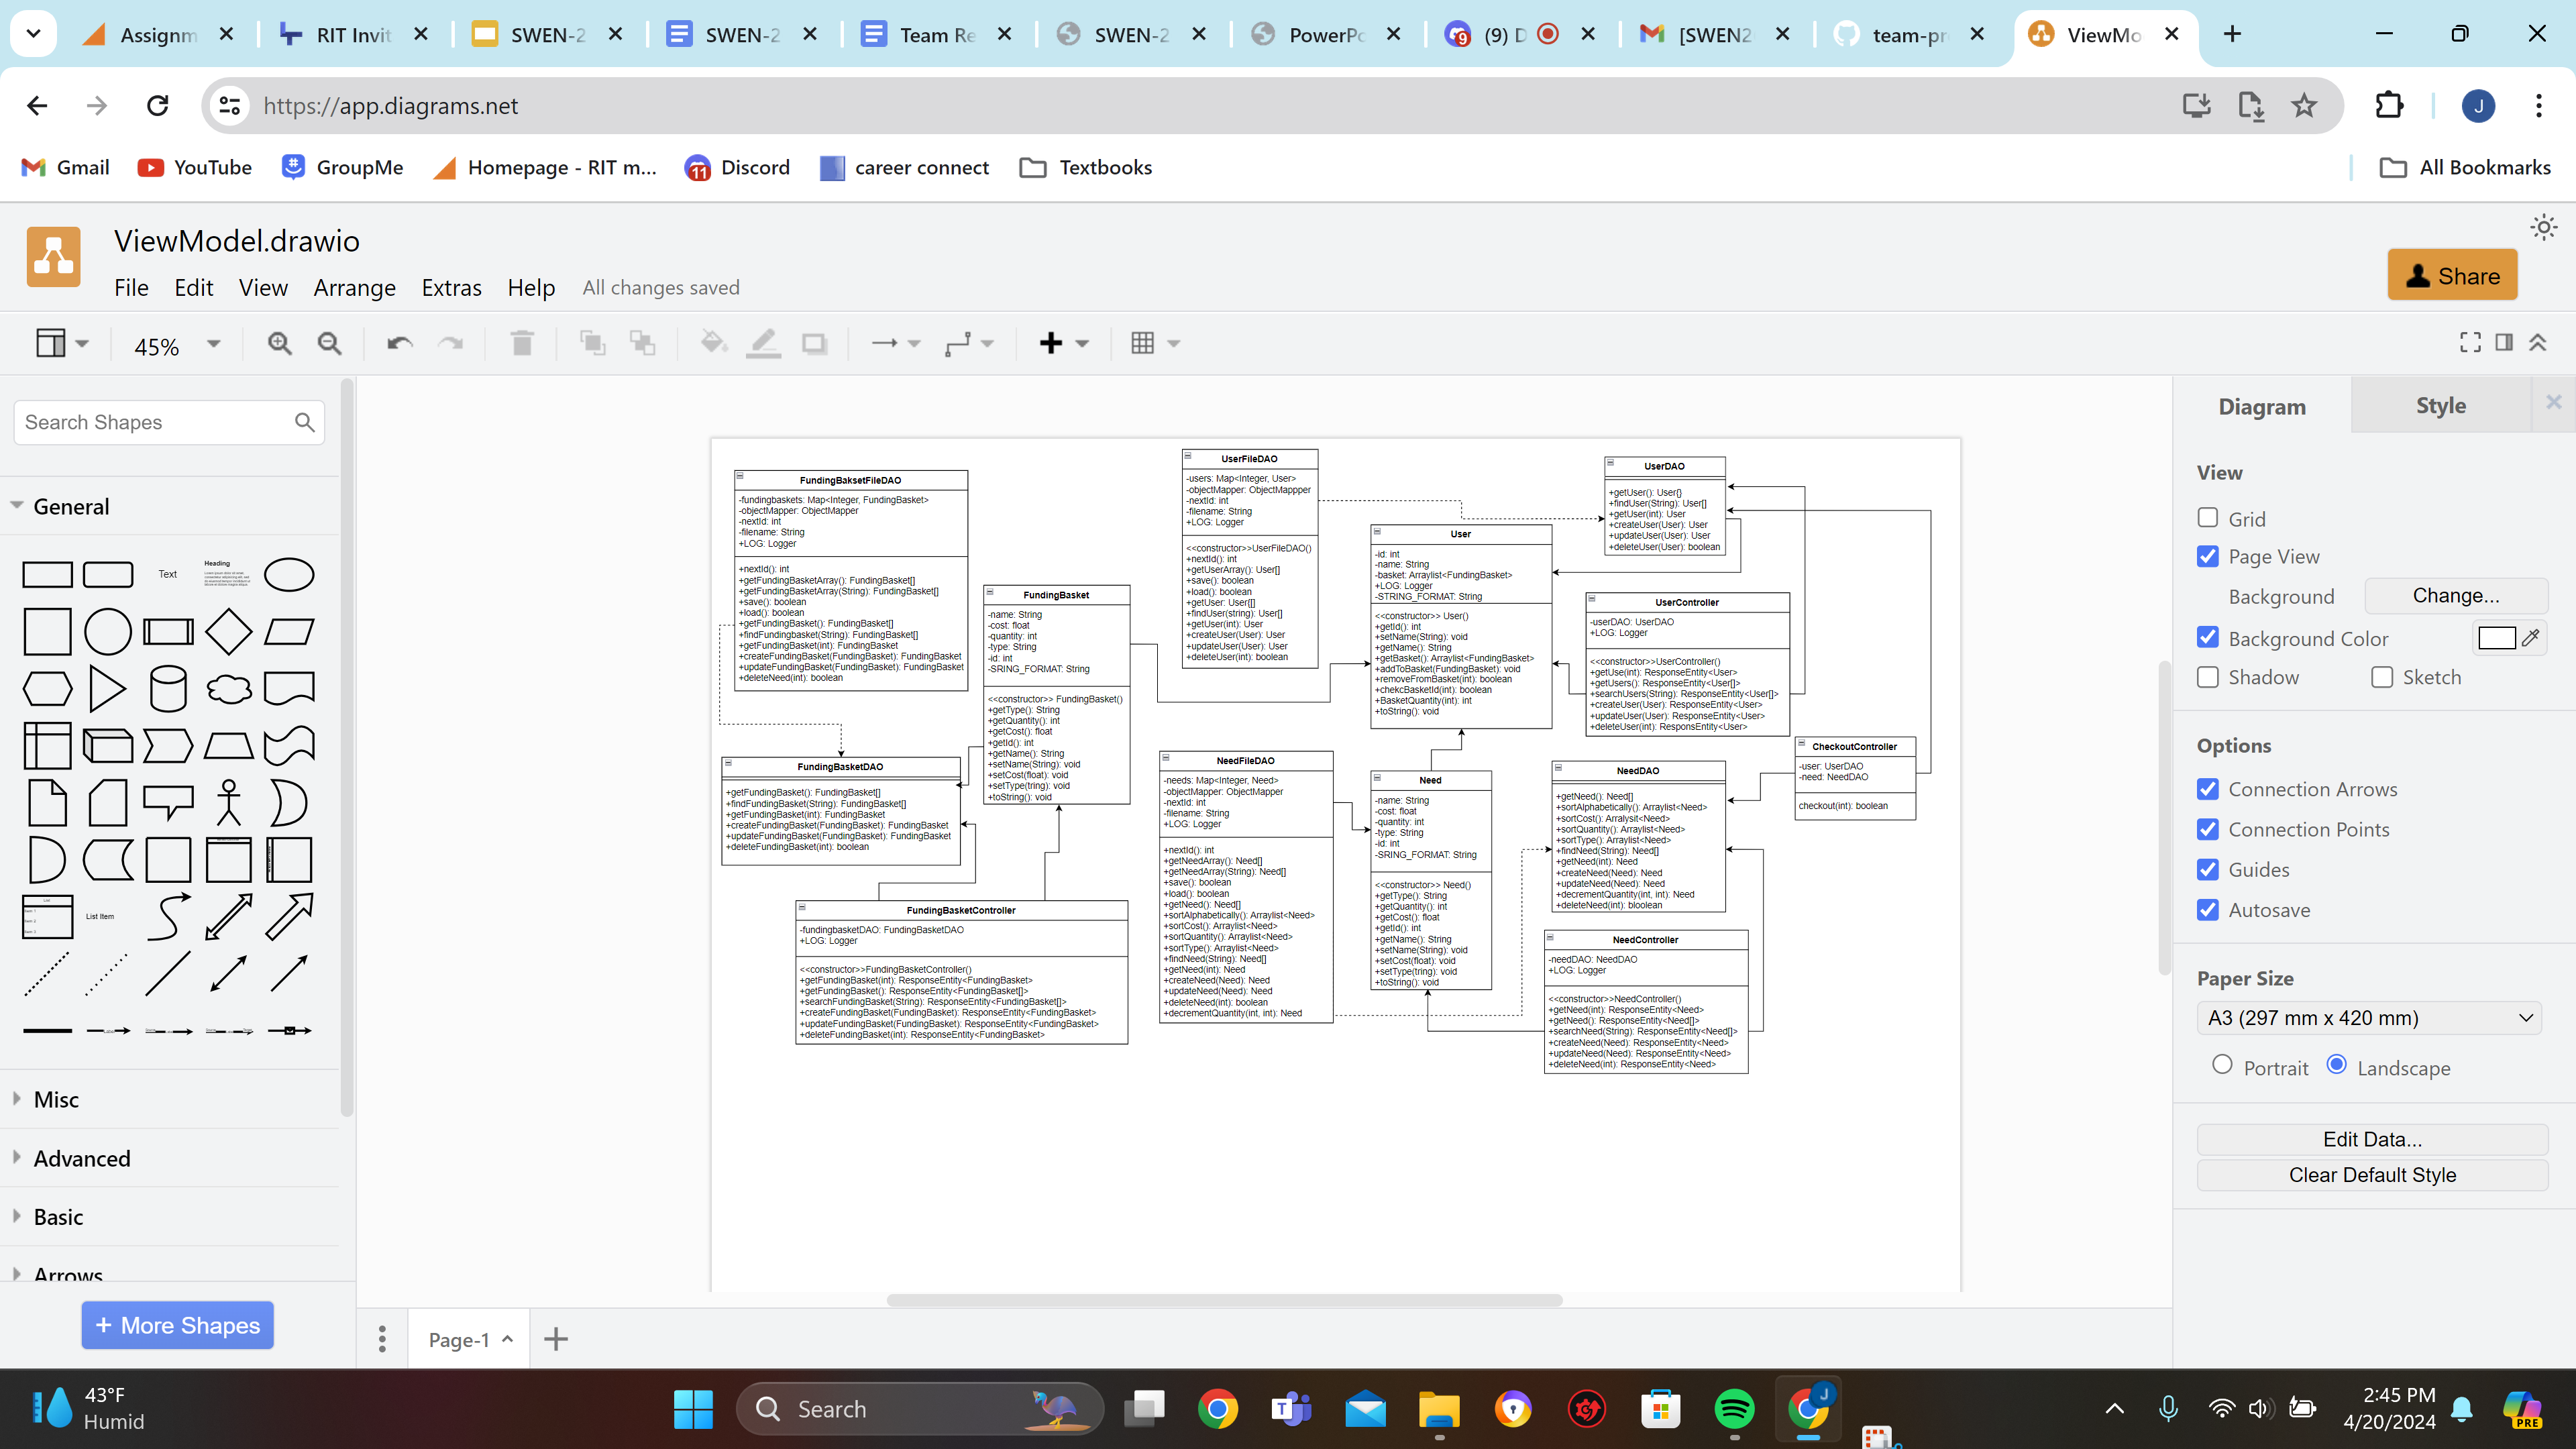 Assignm
RIT Invit
SWEN-2
SWEN-2
Team Re
SWEN-2
PowerPo
(9) D
[SWEN2
team-pr
ViewMo
https://app.diagrams.net
J
Gmail
YouTube
GroupMe
Homepage - RIT m...
Discord
career connect
Textbooks
All Bookmarks
ViewModel.drawio
File Edit View Arrange Extras Help All changes saved
Share
45%
Search Shapes
General
Text
Heading
List Item
Misc
Advanced
Basic
Arrows
+ More Shapes
FundingBaksetFileDAO
-fundingbaskets: Map<Integer, FundingBasket>
-objectMapper: ObjectMapper
-nextId: int
-filename: String
+LOG: Logger
+nextId(): int
+getFundingBasketArray(): FundingBasket[]
+getFundingBasketArray(String): FundingBasket[]
+save(): boolean
+load(): boolean
+getFundingBasket(): FundingBasket[]
+findFundingbasket(String): FundingBasket[]
+getFundingBasket(int): FundingBasket
+createFundingBasket(FundingBasket): FundingBasket
+updateFundingBasket(FundingBasket): FundingBasket
+deleteNeed(int): boolean
FundingBasket
-name: String
-cost: float
-quantity: int
-type: String
-id: int
-SRING_FORMAT: String
<<constructor>> FundingBasket()
+getType(): String
+getQuantity(): int
+getCost(): float
+getId(): int
+getName(): String
+setName(String): void
+setCost(float): void
+setType(tring): void
+toString(): void
UserFileDAO
-users: Map<Integer, User>
-objectMapper: ObjectMappper
-nextId: int
-filename: String
+LOG: Logger
<<constructor>>UserFileDAO()
+nextId(): int
+getUserArray(): User[]
+save(): boolean
+load(): boolean
+getUser: User[[]
+findUser(string): User[]
+getUser(int): User
+createUser(User): User
+updateUser(User): User
+deleteUser(int): boolean
User
-id: int
-name: String
-basket: Arraylist<FundingBasket>
+LOG: Logger
-STRING_FORMAT: String
<<constructor>> User()
+getId(): int
+setName(String): void
+getName(): String
+getBasket(): Arraylist<FundingBasket>
+addToBasket(FundingBasket): void
+removeFromBasket(int): boolean
+chekcBasketId(int): boolean
+BasketQuantity(int): int
+toString(): void
UserDAO
+getUser(): User{}
+findUser(String): User[]
+getUser(int): User
+createUser(User): User
+updateUser(User): User
+deleteUser(User): boolean
UserController
-userDAO: UserDAO
+LOG: Logger
<<constructor>>UserController()
+getUse(int): ResponseEntity<User>
+getUsers(): ResponseEntity<User[]>
+searchUsers(String): ResponseEntity<User[]>
+createUser(User): ResponseEntity<User>
+updateUser(User): ResponseEntity<User>
+deleteUser(int): ResponsEntity<User>
CheckoutController
-user: UserDAO
-need: NeedDAO
checkout(int): boolean
FundingBasketDAO
+getFundingBasket(): FundingBasket[]
+findFundingBasket(String): FundingBasket[]
+getFundingBasket(int): FundingBasket
+createFundingBasket(FundingBasket): FundingBasket
+updateFundingBasket(FundingBasket): FundingBasket
+deleteFundingBasket(int): boolean
NeedFileDAO
-needs: Map<Integer, Need>
-objectMapper: ObjectMapper
-nextId: int
-filename: String
+LOG: Logger
+nextId(): int
+getNeedArray(): Need[]
+getNeedArray(String): Need[]
+save(): boolean
+load(): boolean
+getNeed(): Need[]
+sortAlphabetically(): Arraylist<Need>
+sortCost(): Arraylist<Need>
+sortQuantity(): Arraylist<Need>
+sortType(): Arraylist<Need>
+findNeed(String): Need[]
+getNeed(int): Need
+createNeed(Need): Need
+updateNeed(Need): Need
+deleteNeed(int): boolean
+decrementQuantity(int, int): Need
Need
-name: String
-cost: float
-quantity: int
-type: String
-id: int
-SRING_FORMAT: String
<<constructor>> Need()
+getType(): String
+getQuantity(): int
+getCost(): float
+getId(): int
+getName(): String
+setName(String): void
+setCost(float): void
+setType(tring): void
+toString(): void
NeedDAO
+getNeed(): Need[]
+sortAlphabetically(): Arraylist<Need>
+sortCost(): Arralysit<Need>
+sortQuantity(): Arraylist<Need>
+sortType(): Arraylist<Need>
+findNeed(String): Need[]
+getNeed(int): Need
+createNeed(Need): Need
+updateNeed(Need): Need
+decrementQuantity(int, int): Need
+deleteNeed(int): bloolean
FundingBasketController
-fundingbasketDAO: FundingBasketDAO
+LOG: Logger
<<constructor>>FundingBasketController()
+getFundingBasket(int): ResponseEntity<FundingBasket>
+getFundingBasket(): ResponseEntity<FundingBasket[]>
+searchFundingBasket(String): ResponseEntity<FundingBasket[]>
+createFundingBasket(FundingBasket): ResponseEntity<FundingBasket>
+updateFundingBasket(FundingBasket): ResponseEntity<FundingBasket>
+deleteFundingBasket(int): ResponseEntity<FundingBasket>
NeedController
-needDAO: NeedDAO
+LOG: Logger
<<constructor>>NeedController()
+getNeed(int): ResponseEntity<Need>
+getNeed(): ResponseEntity<Need[]>
+searchNeed(String): ResponseEntity<Need[]>
+createNeed(Need): ResponseEntity<Need>
+updateNeed(Need): ResponseEntity<Need>
+deleteNeed(int): ResponseEntity<Need>
Diagram
Style
View
Grid
Page View
Background
Change...
Background Color
Shadow
Sketch
Options
Connection Arrows
Connection Points
Guides
Autosave
Paper Size
A3 (297 mm x 420 mm)
Portrait
Landscape
Edit Data...
Clear Default Style
Page-1
43°F
Humid
Search
2:45 PM
4/20/2024
PRE